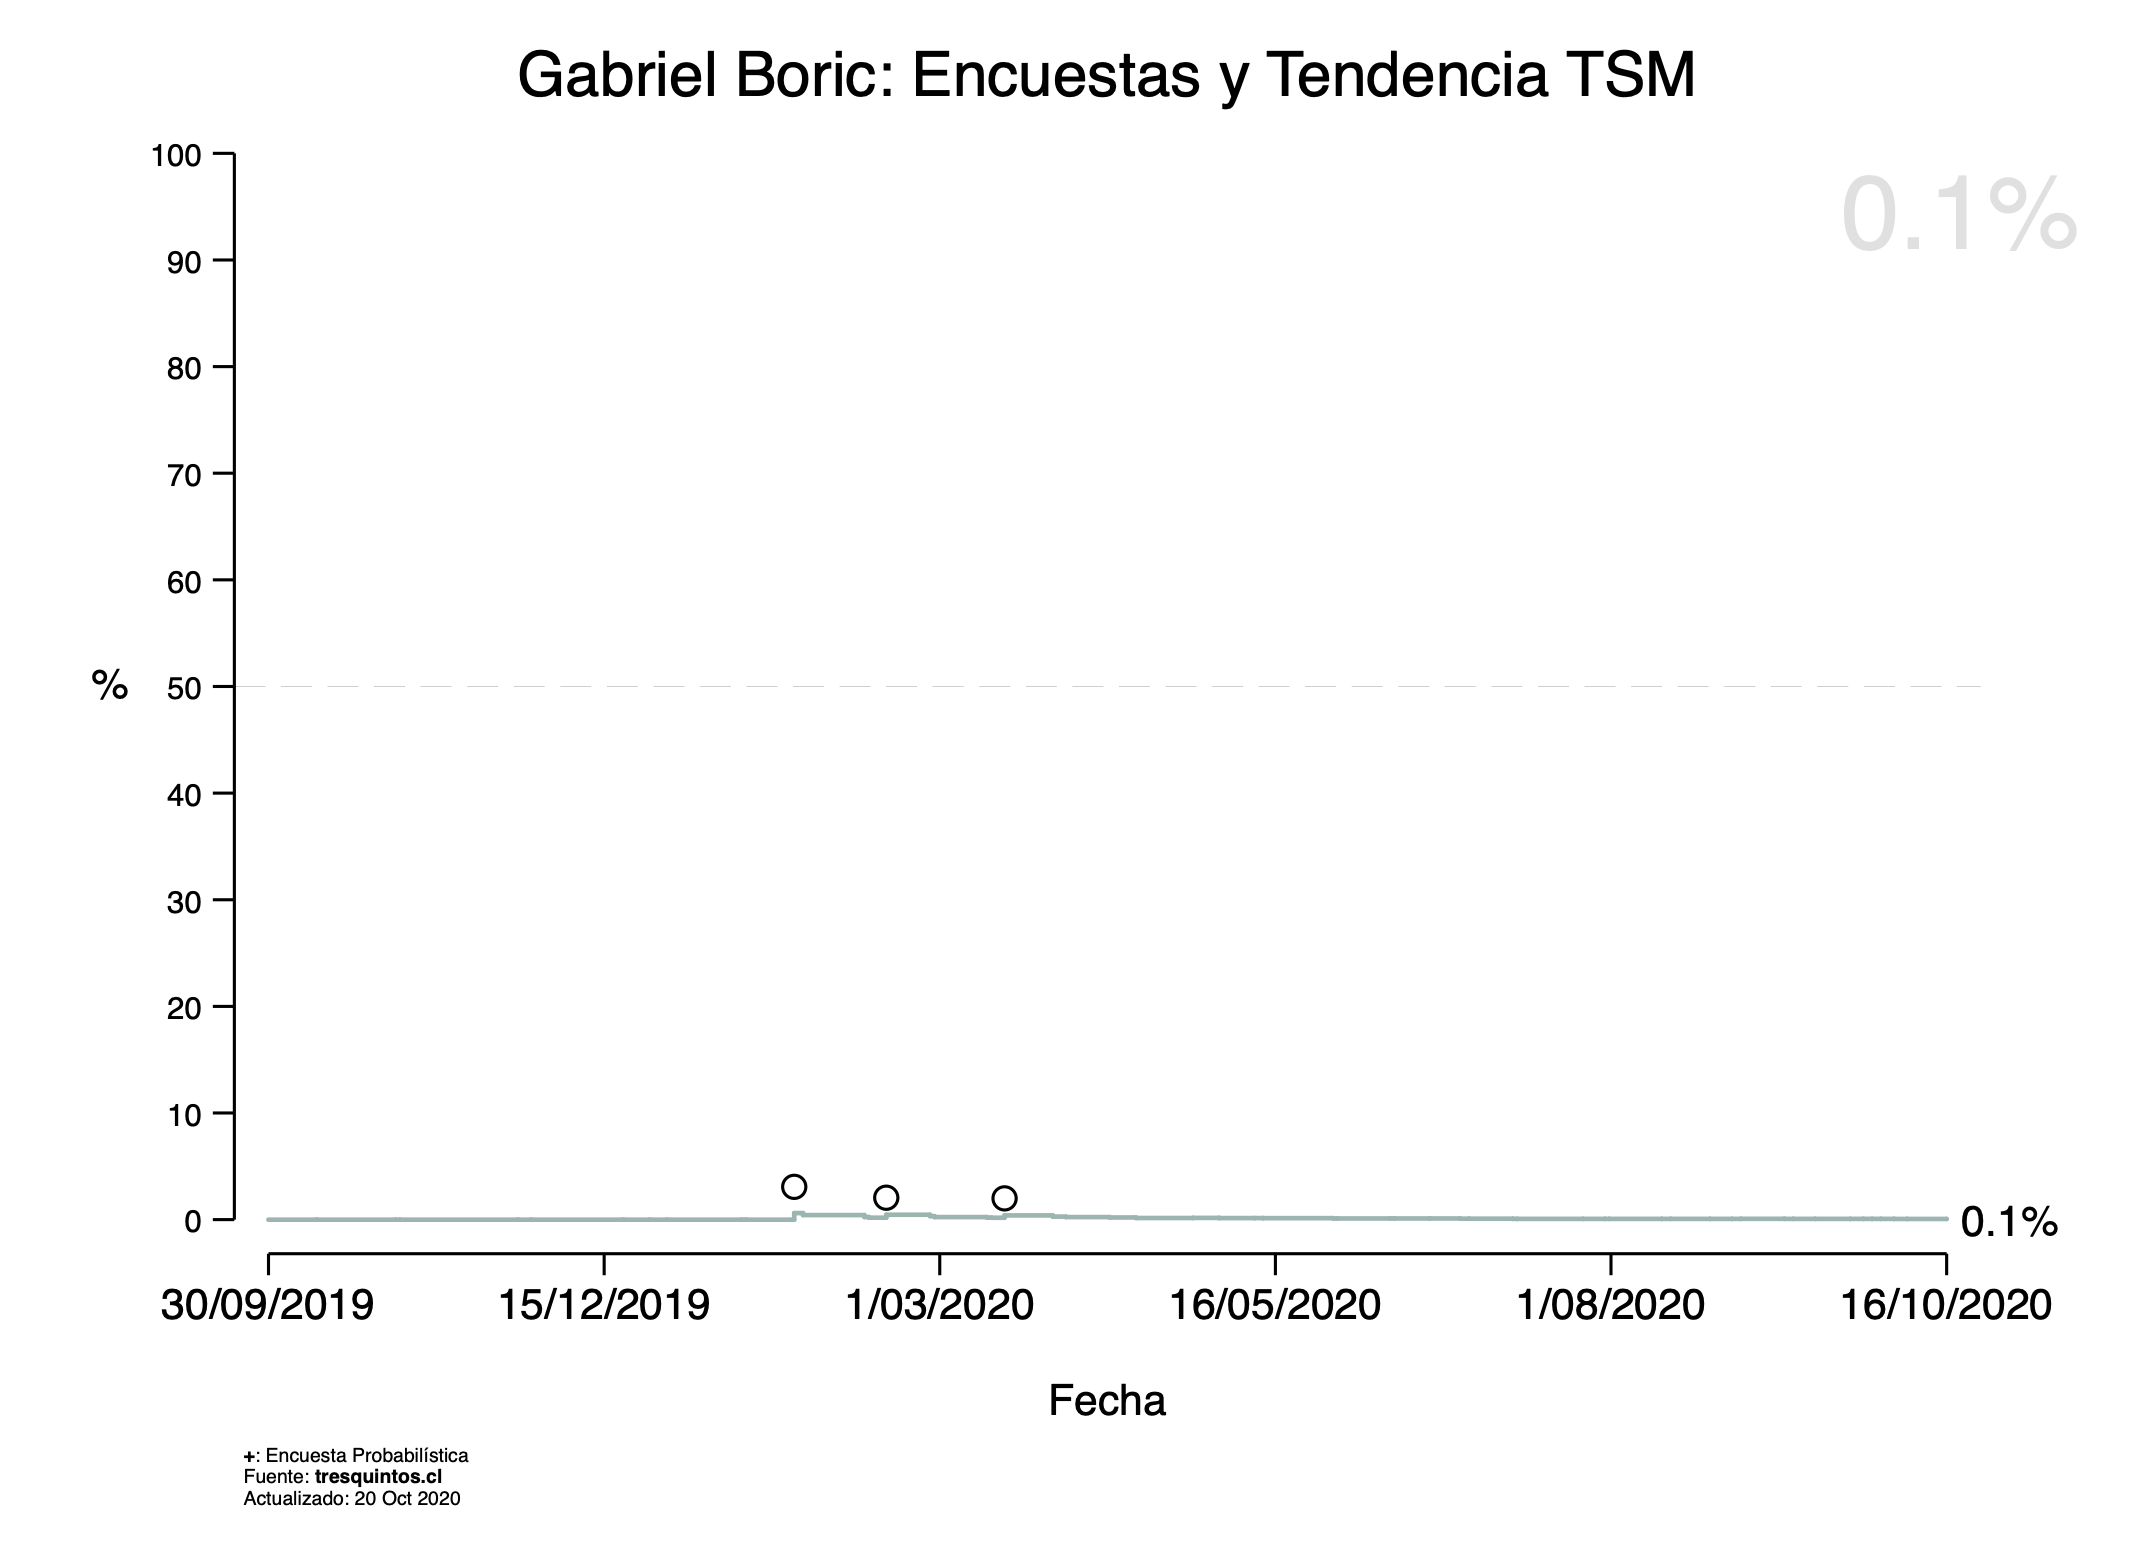 Gabriel Boric: Encuestas y Tendencia TSM
0.1%
100
90
80
70
60
% 50
40
30
20
10
0
0.1%
30/09/2019 15/12/2019 1/03/2020 16/05/2020 1/08/2020 16/10/2020
Fecha
+: Encuesta Probabilística
Fuente: tresquintos.cl
Actualizado: 20 Oct 2020